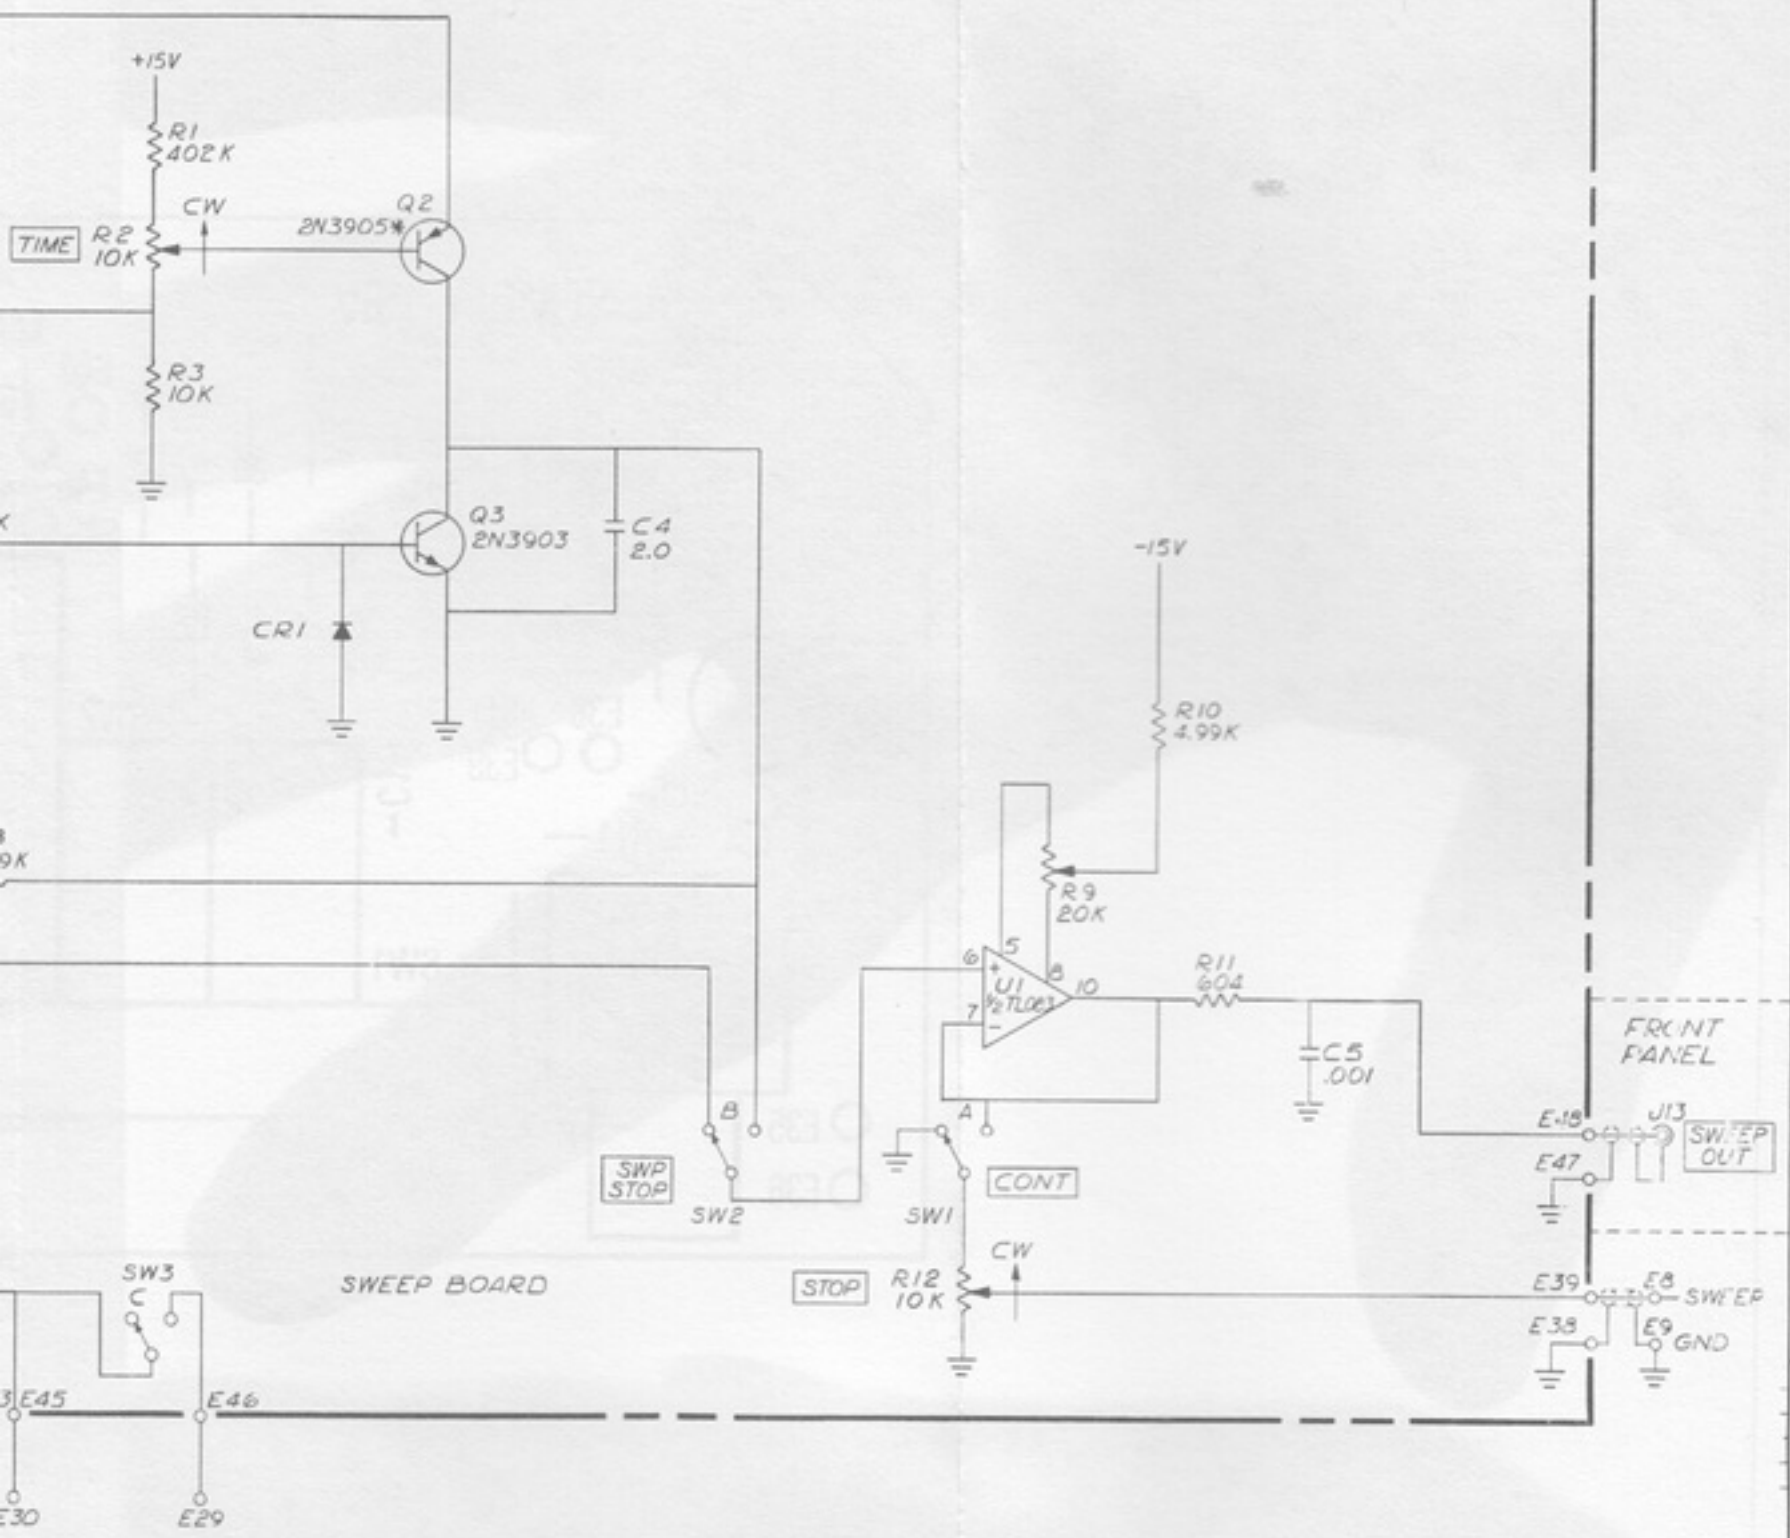 +15V
R1
402K
CW
TIME
R2
10K
Q2
2N3905*
R3
10K
K
Q3
2N3903
C4
2.0
CR1
-15V
R10
4.99K
9K
R9
20K
6
+
5
8
U1
½TL083
7
-
10
R11
604
C5
.001
FRONT
PANEL
B
A
E48
J13
SWEEP
OUT
E47
SWP
STOP
SW2
CONT
SW1
CW
SW3
C
SWEEP BOARD
STOP
R12
10K
E39
E8
SWEEP
E38
E9
GND
3
E45
E46
E30
E29